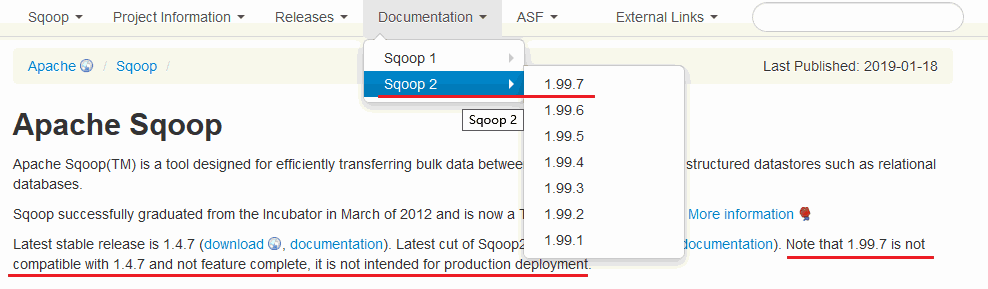 Sqoop Project Information Releases Documentation ASF External Links
Sqoop 1
Apache / Sqoop / Last Published: 2019-01-18
Sqoop 2 1.99.7
Sqoop 2 1.99.6
Apache Sqoop
1.99.5
Apache Sqoop(TM) is a tool designed for efficiently transferring bulk data betwee 1.99.4 structured datastores such as relational
databases.
1.99.3
Sqoop successfully graduated from the Incubator in March of 2012 and is now a T 1.99.2 More information
Latest stable release is 1.4.7 (download, documentation). Latest cut of Sqoop2 1.99.1 documentation). Note that 1.99.7 is not
compatible with 1.4.7 and not feature complete, it is not intended for production deployment.